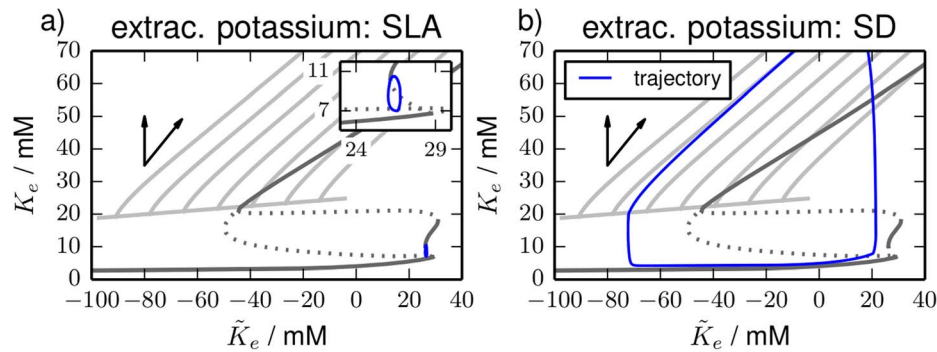 a) extrac. potassium: SLA
70
60
50
40
30
20
10
0
K_e / mM
11
7
24 29
−100 −80 −60 −40 −20 0 20 40
K̃_e / mM
b) extrac. potassium: SD
trajectory
70
60
50
40
30
20
10
0
K_e / mM
−100 −80 −60 −40 −20 0 20 40
K̃_e / mM